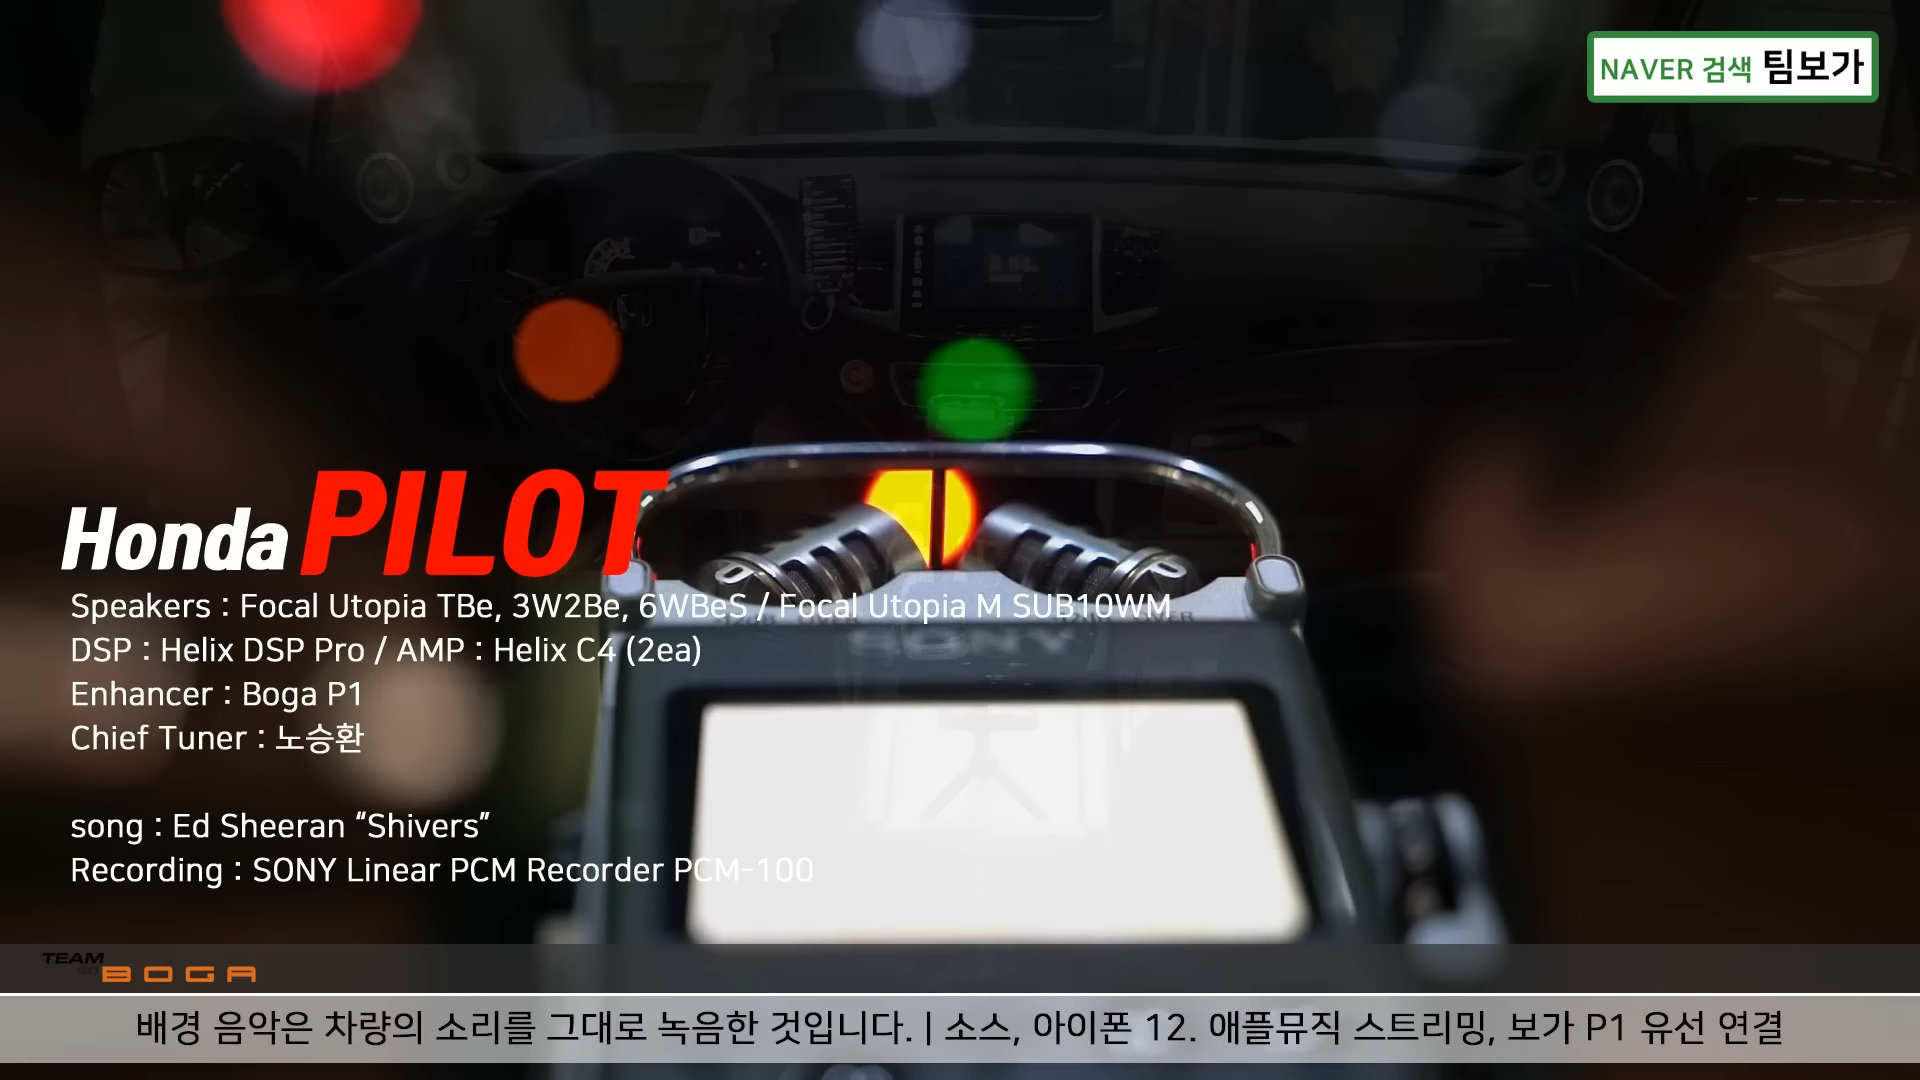 NAVER 검색 팀보가
Honda PILOT
Speakers : Focal Utopia TBe, 3W2Be, 6WBeS / Focal Utopia M SUB10WM
DSP : Helix DSP Pro / AMP : Helix C4 (2ea)
SONY
Enhancer : Boga P1
Chief Tuner : 노승환
song : Ed Sheeran “Shivers”
Recording : SONY Linear PCM Recorder PCM-100
TEAM
BOGA
배경 음악은 차량의 소리를 그대로 녹음한 것입니다. | 소스, 아이폰 12. 애플뮤직 스트리밍, 보가 P1 유선 연결